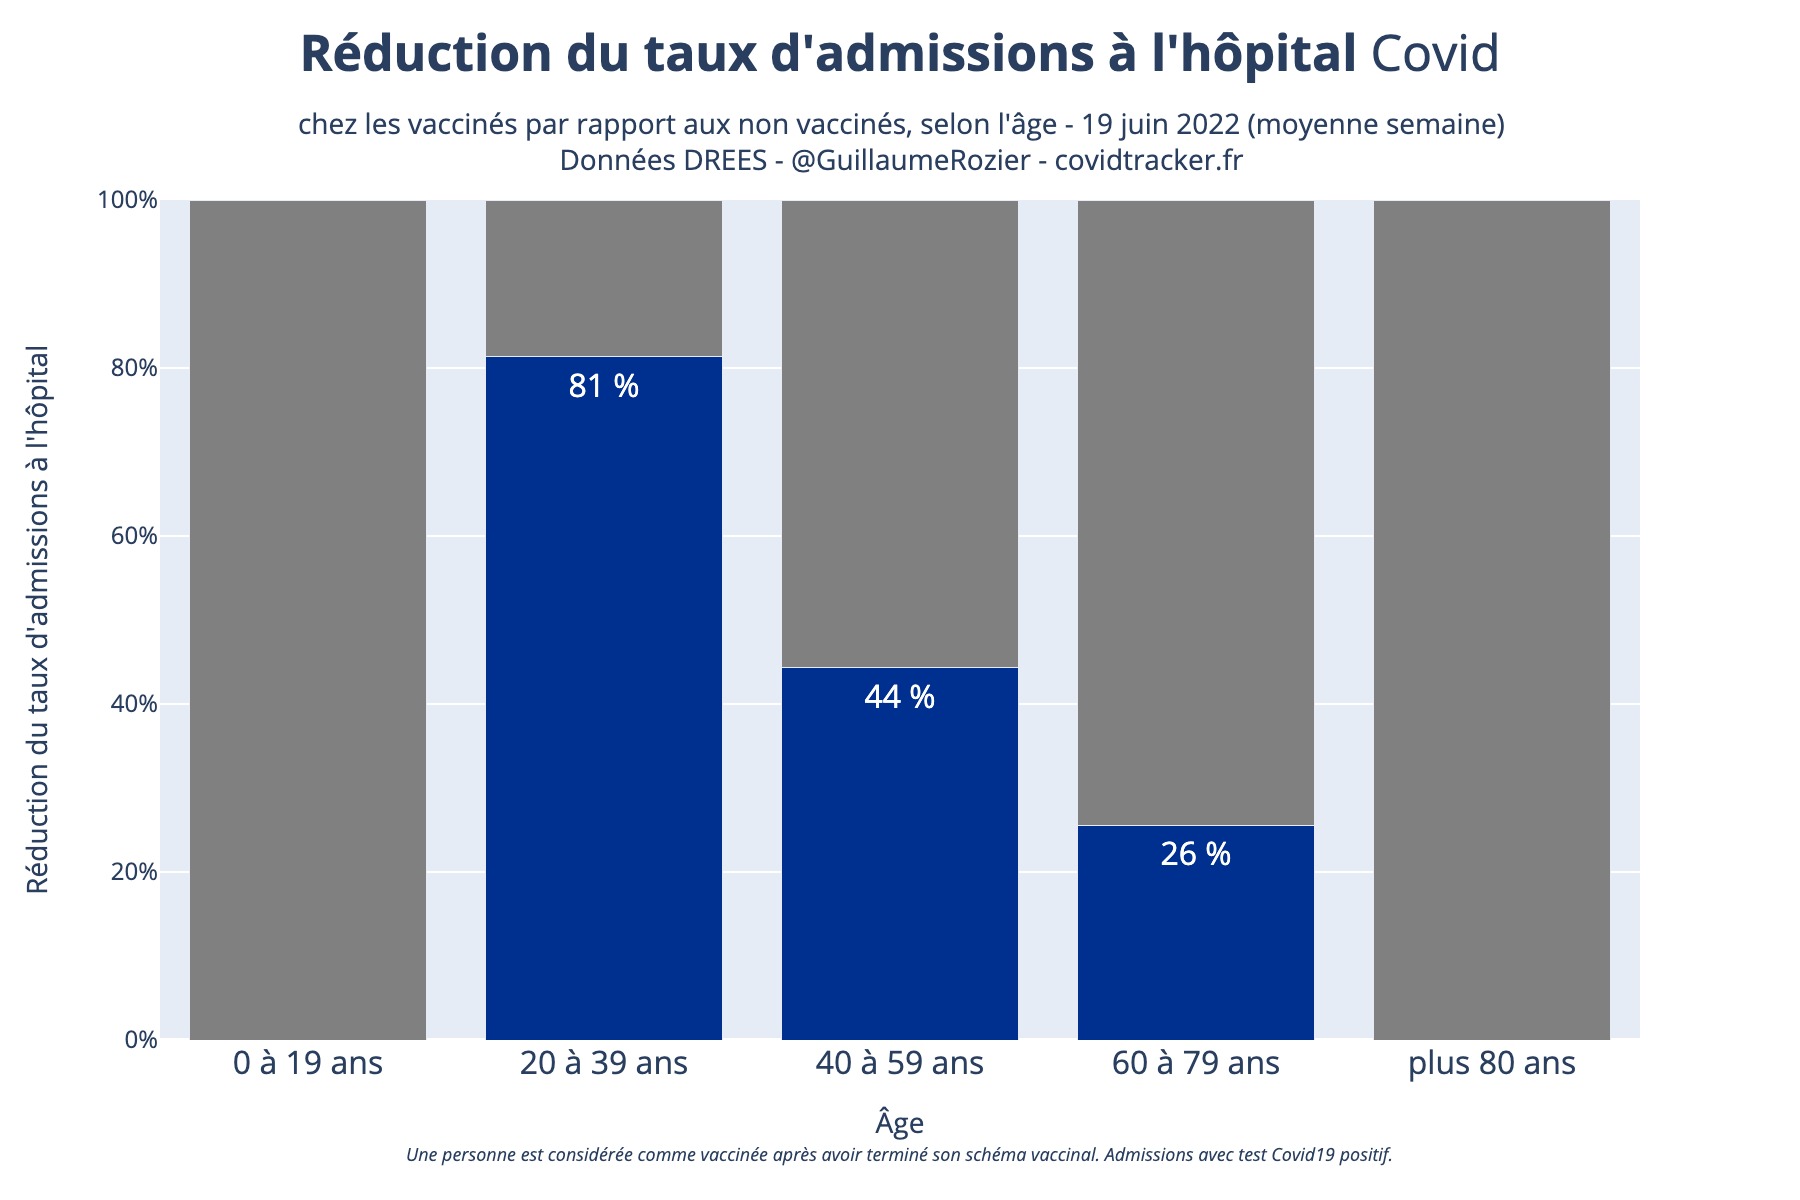 Réduction du taux d'admissions à l'hôpital Covid
chez les vaccinés par rapport aux non vaccinés, selon l'âge - 19 juin 2022 (moyenne semaine)
Données DREES - @GuillaumeRozier - covidtracker.fr
Réduction du taux d'admissions à l'hôpital
100%
80%
60%
40%
20%
0%
81 %
44 %
26 %
0 à 19 ans
20 à 39 ans
40 à 59 ans
60 à 79 ans
plus 80 ans
Âge
Une personne est considérée comme vaccinée après avoir terminé son schéma vaccinal. Admissions avec test Covid19 positif.